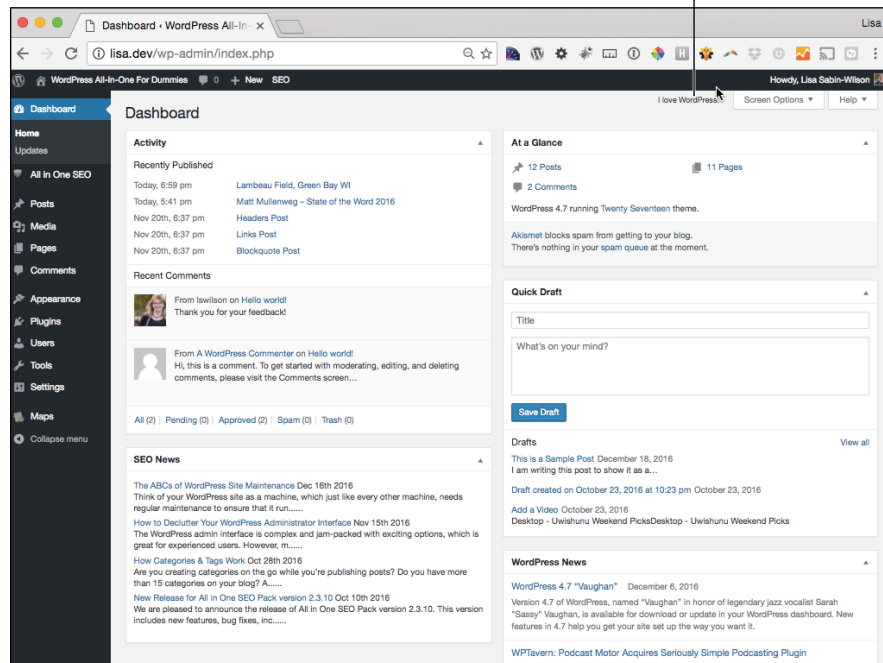 Dashboard ‹ WordPress All-In-
Lisa
lisa.dev/wp-admin/index.php
WordPress All-In-One For Dummies 0 + New SEO
Howdy, Lisa Sabin-Wilson
I love WordPress.
Screen Options
Help
Dashboard
Home
Updates
All in One SEO
Posts
Media
Pages
Comments
Appearance
Plugins
Users
Tools
Settings
Maps
Collapse menu
Dashboard
Activity
Recently Published
Today, 6:59 pm Lambeau Field, Green Bay WI
Today, 5:41 pm Matt Mullenweg – State of the Word 2016
Nov 20th, 6:37 pm Headers Post
Nov 20th, 6:37 pm Links Post
Nov 20th, 6:37 pm Blockquote Post
Recent Comments
From lswilson on Hello world!
Thank you for your feedback!
From A WordPress Commenter on Hello world!
Hi, this is a comment. To get started with moderating, editing, and deleting
comments, please visit the Comments screen…
All (2) | Pending (0) | Approved (2) | Spam (0) | Trash (0)
SEO News
The ABCs of WordPress Site Maintenance Dec 16th 2016
Think of your WordPress site as a machine, which just like every other machine, needs
regular maintenance to ensure that it run......
How to Declutter Your WordPress Administrator Interface Nov 15th 2016
The WordPress admin interface is complex and jam-packed with exciting options, which is
great for experienced users. However, m......
How Categories & Tags Work Oct 28th 2016
Are you creating categories on the go while you're publishing posts? Do you have more
than 15 categories on your blog? A......
New Release for All in One SEO Pack version 2.3.10 Oct 10th 2016
We are pleased to announce the release of All in One SEO Pack version 2.3.10. This version
includes new features, bug fixes, inc......
At a Glance
12 Posts
11 Pages
2 Comments
WordPress 4.7 running Twenty Seventeen theme.
Akismet blocks spam from getting to your blog.
There's nothing in your spam queue at the moment.
Quick Draft
Title
What's on your mind?
Save Draft
Drafts
View all
This is a Sample Post December 18, 2016
I am writing this post to show it as a…
Draft created on October 23, 2016 at 10:23 pm October 23, 2016
Add a Video October 23, 2016
Desktop - Uwishunu Weekend PicksDesktop - Uwishunu Weekend Picks
WordPress News
WordPress 4.7 “Vaughan” December 6, 2016
Version 4.7 of WordPress, named “Vaughan” in honor of legendary jazz vocalist Sarah
"Sassy" Vaughan, is available for download or update in your WordPress dashboard. New
features in 4.7 help you get your site set up the way you want it.
WPTavern: Podcast Motor Acquires Seriously Simple Podcasting Plugin